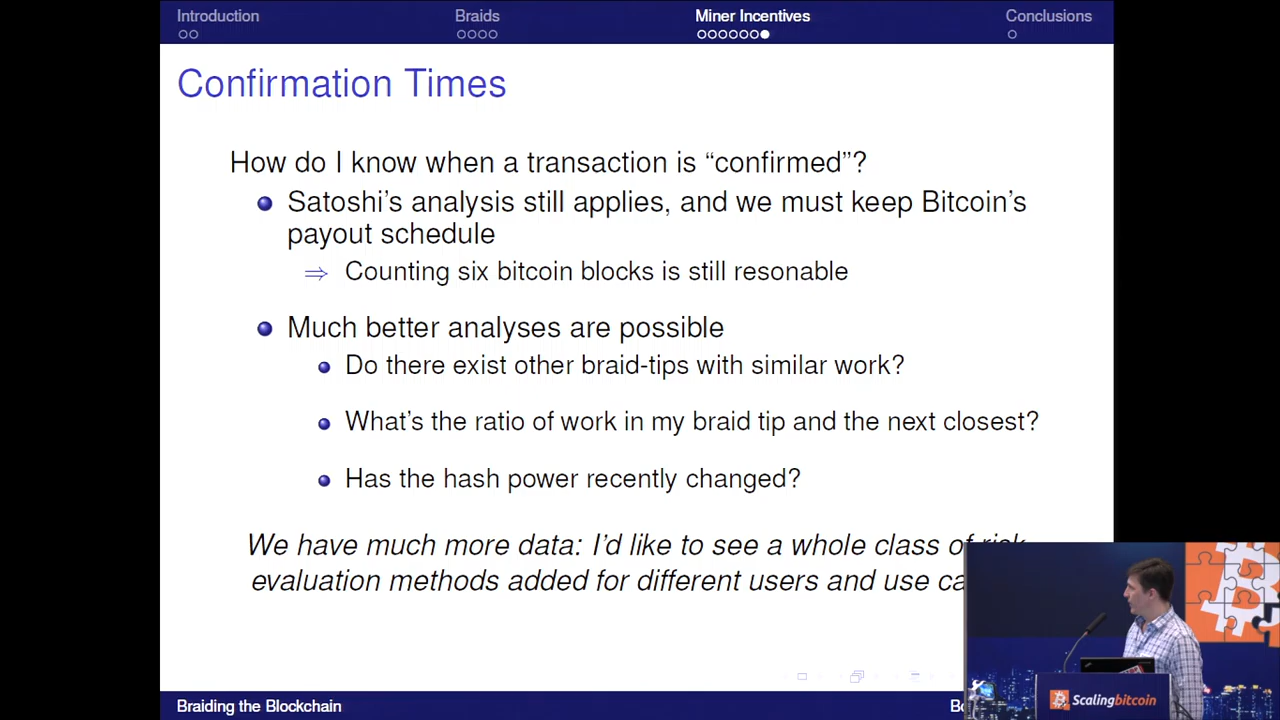 Introduction Braids Miner Incentives Conclusions
Confirmation Times
How do I know when a transaction is “confirmed”?
Satoshi’s analysis still applies, and we must keep Bitcoin’s
payout schedule
⇒ Counting six bitcoin blocks is still resonable
Much better analyses are possible
Do there exist other braid-tips with similar work?
What’s the ratio of work in my braid tip and the next closest?
Has the hash power recently changed?
We have much more data: I’d like to see a whole class of risk
evaluation methods added for different users and use
Braiding the Blockchain
Scalingbitcoin